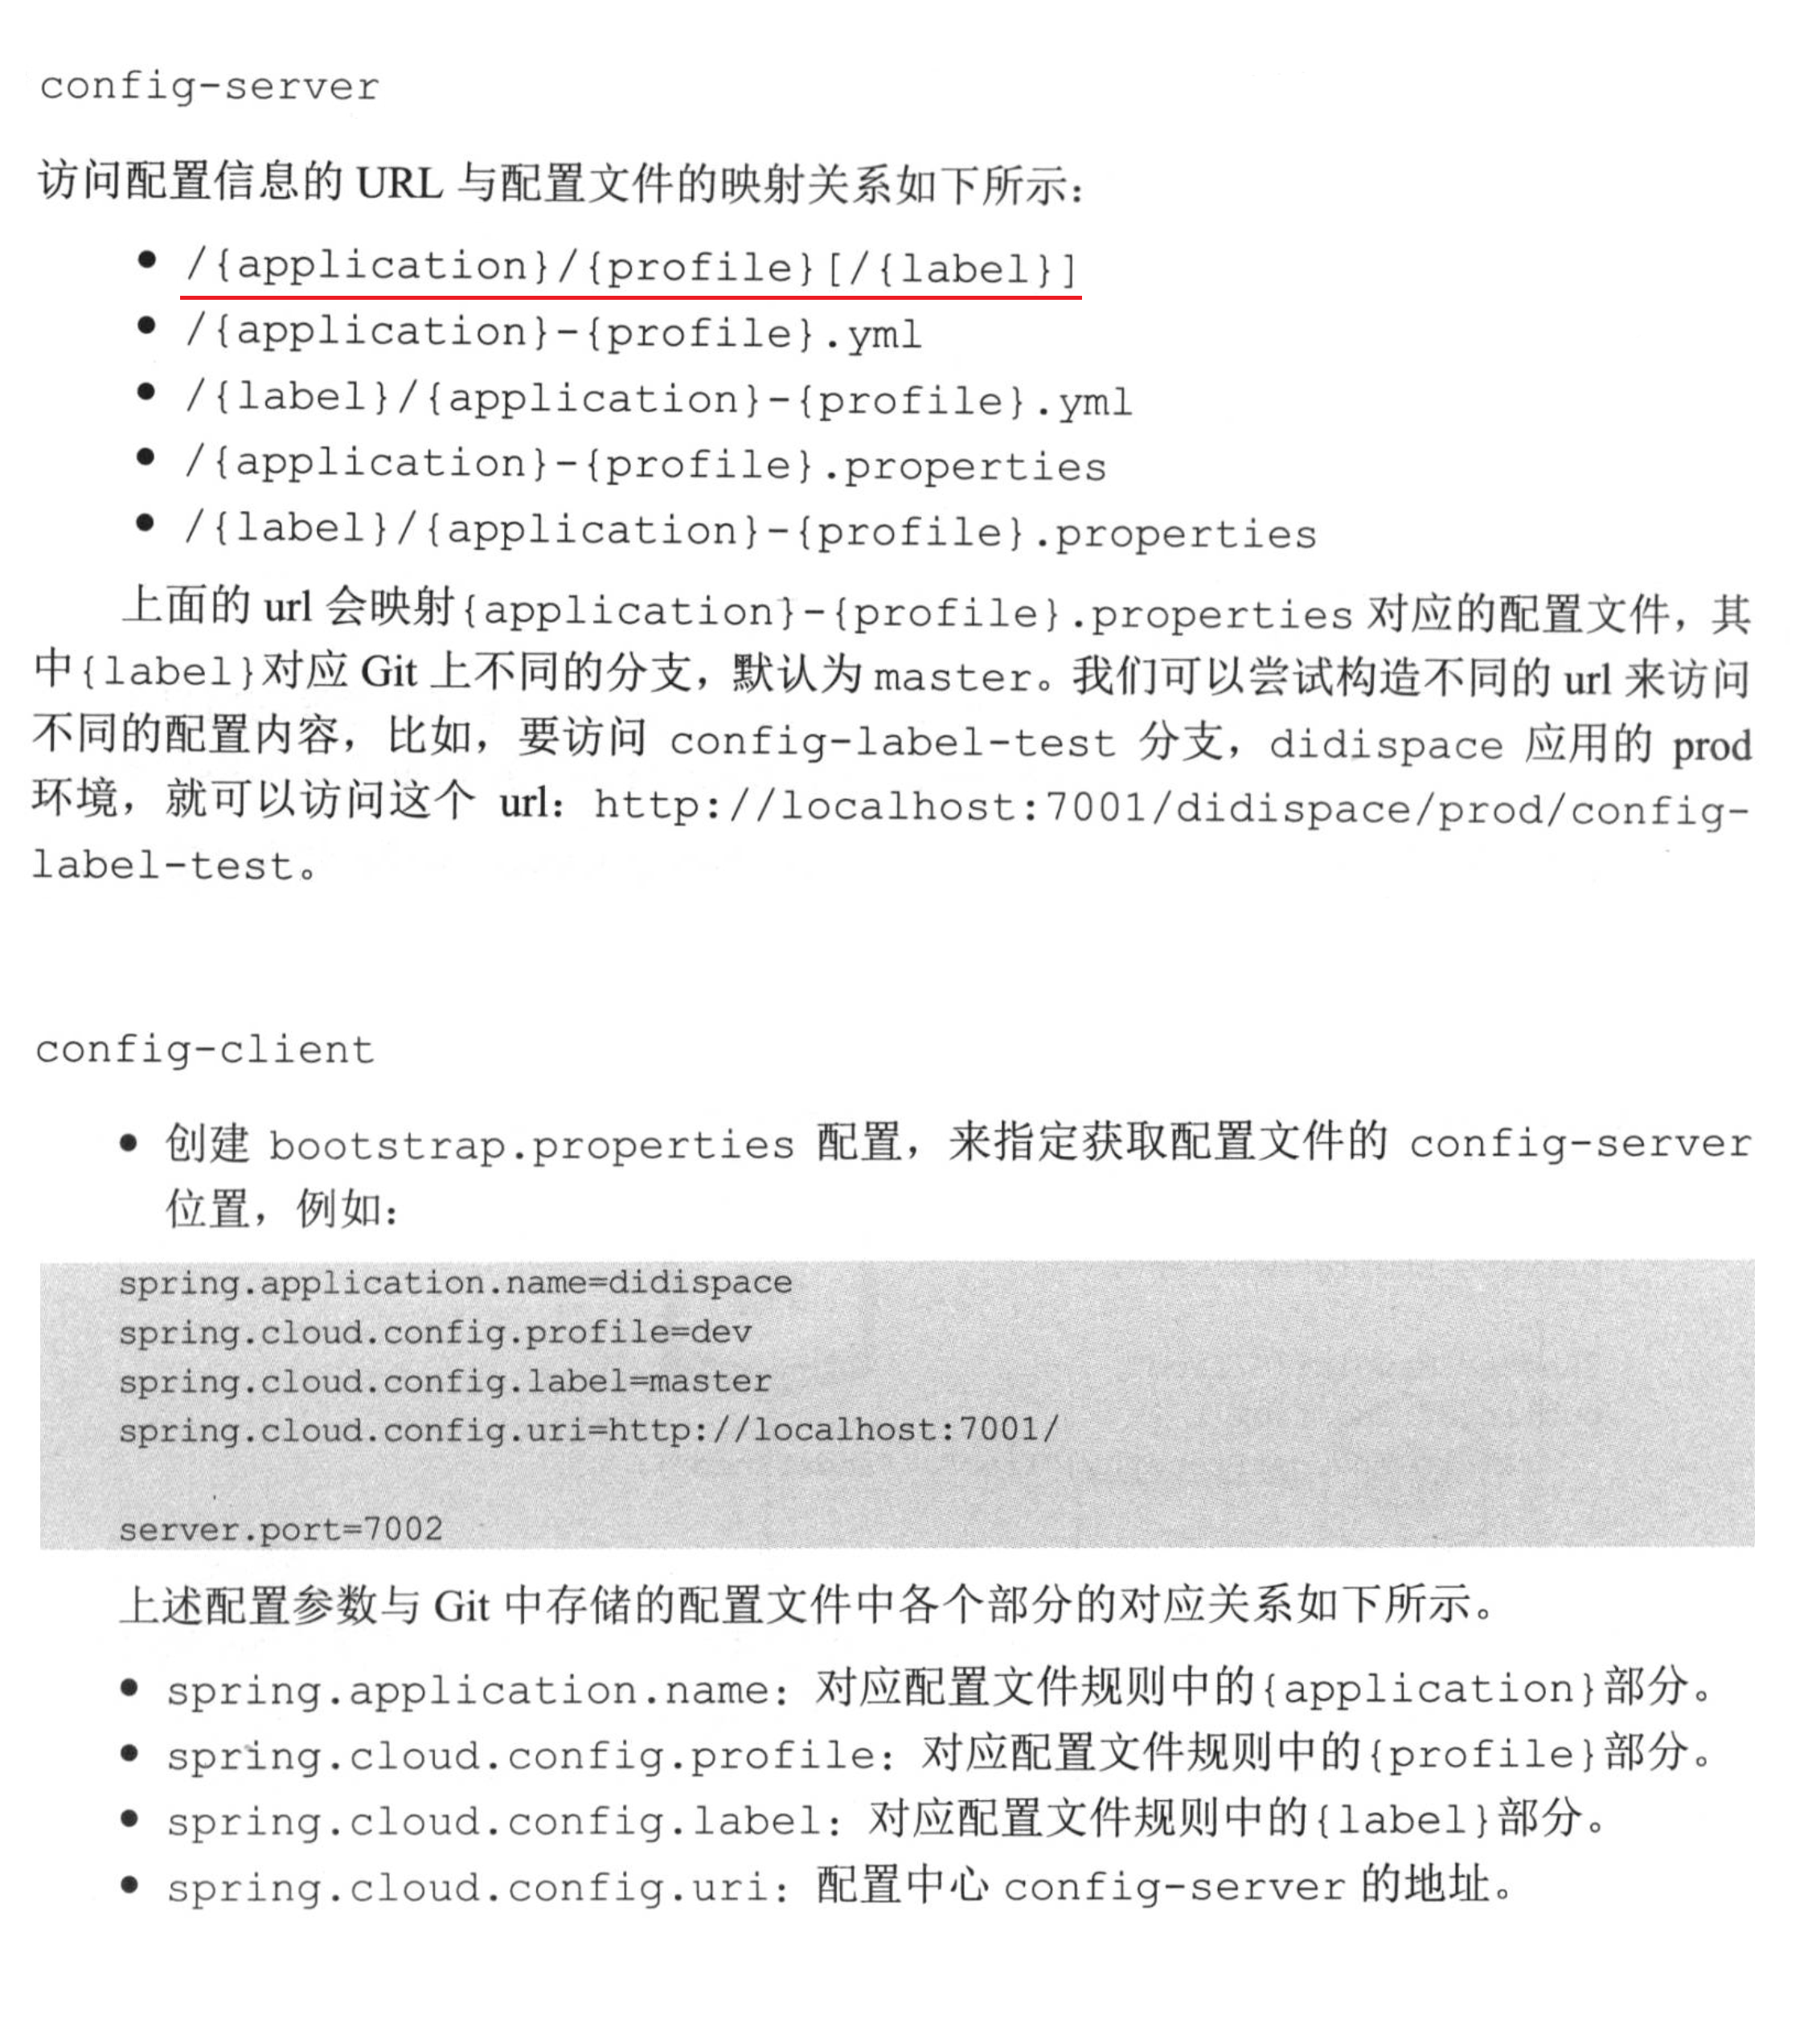 config-server
访问配置信息的 URL 与配置文件的映射关系如下所示：
● /{application}/{profile}[/{label}]
● /{application}-{profile}.yml
● /{label}/{application}-{profile}.yml
● /{application}-{profile}.properties
● /{label}/{application}-{profile}.properties
上面的 url 会映射{application}-{profile}.properties 对应的配置文件，其
中{label}对应 Git 上不同的分支，默认为 master。我们可以尝试构造不同的 url 来访问
不同的配置内容，比如，要访问 config-label-test 分支，didispace 应用的 prod
环境，就可以访问这个 url：http://localhost:7001/didispace/prod/config-
label-test。
config-client
● 创建 bootstrap.properties 配置，来指定获取配置文件的 config-server
位置，例如：
spring.application.name=didispace
spring.cloud.config.profile=dev
spring.cloud.config.label=master
spring.cloud.config.uri=http://localhost:7001/
server.port=7002
上述配置参数与 Git 中存储的配置文件中各个部分的对应关系如下所示。
● spring.application.name：对应配置文件规则中的{application}部分。
● spring.cloud.config.profile：对应配置文件规则中的{profile}部分。
● spring.cloud.config.label：对应配置文件规则中的{label}部分。
● spring.cloud.config.uri：配置中心 config-server 的地址。